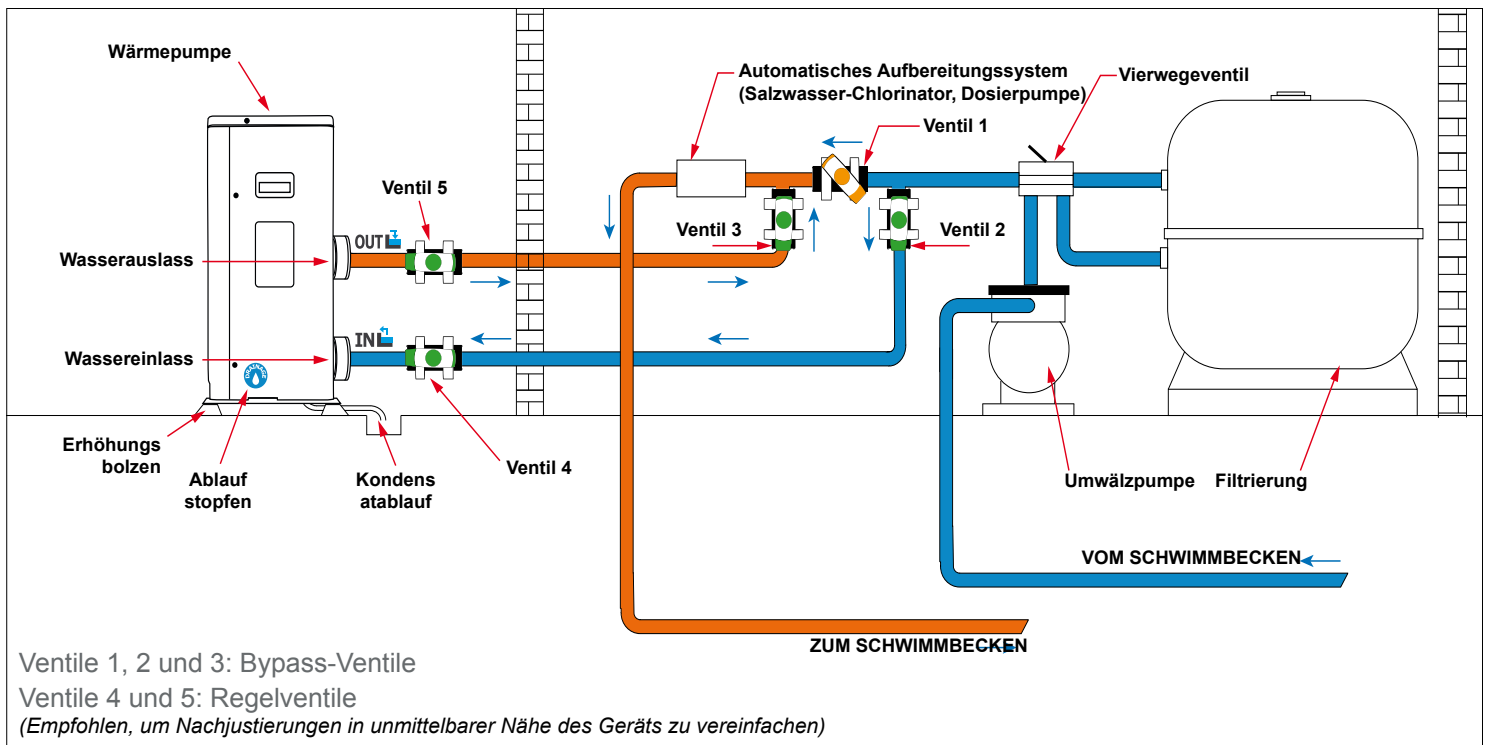 Wärmepumpe
Automatisches Aufbereitungssystem
(Salzwasser-Chlorinator, Dosierpumpe)
Vierwegeventil
Ventil 1
Ventil 5
Ventil 3
Ventil 2
OUT
Wasserauslass
IN
Wassereinlass
DRAINAGE
Erhöhungs
bolzen
Ablauf
stopfen
Kondens
atablauf
Ventil 4
Umwälzpumpe
Filtrierung
VOM SCHWIMMBECKEN
ZUM SCHWIMMBECKEN
Ventile 1, 2 und 3: Bypass-Ventile
Ventile 4 und 5: Regelventile
(Empfohlen, um Nachjustierungen in unmittelbarer Nähe des Geräts zu vereinfachen)